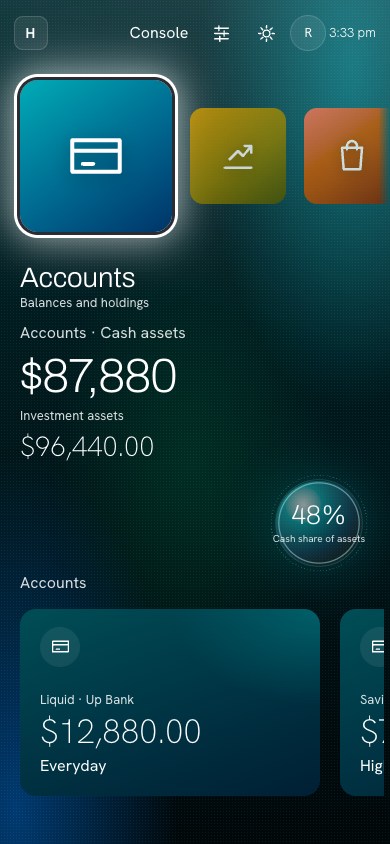 H
Console
R
3:33 pm
Accounts
Balances and holdings
Accounts · Cash assets
$87,880
Investment assets
$96,440.00
48%
Cash share of assets
Accounts
Liquid · Up Bank
$12,880.00
Everyday